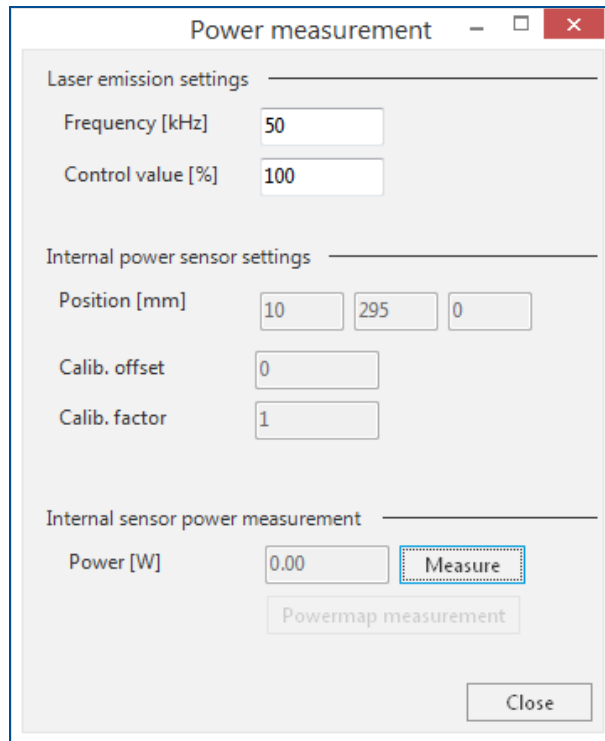 Power measurement
Laser emission settings
Frequency [kHz] 50
Control value [%] 100
Internal power sensor settings
Position [mm] 10 295 0
Calib. offset 0
Calib. factor 1
Internal sensor power measurement
Power [W] 0.00 Measure
Powermap measurement
Close